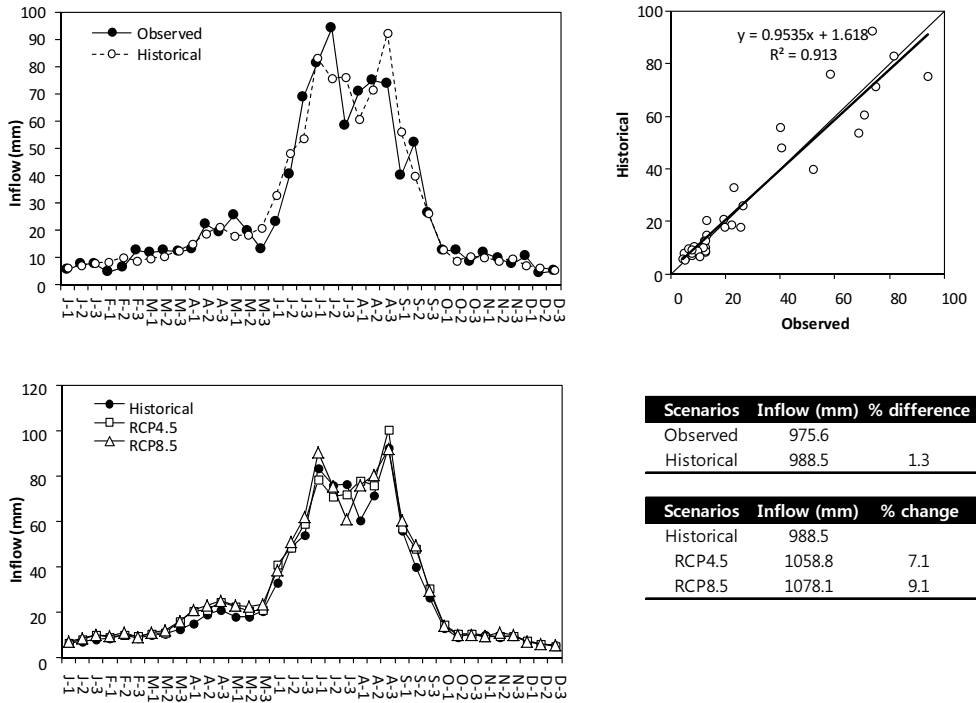 100
90
80
70
60
50
40
30
20
10
0
Inflow (mm)
Observed
Historical
J-1
J-2
J-3
F-1
F-2
F-3
M-1
M-2
M-3
A-1
A-2
A-3
M-1
M-2
M-3
J-1
J-2
J-3
J-1
J-2
J-3
A-1
A-2
A-3
S-1
S-2
S-3
O-1
O-2
O-3
N-1
N-2
N-3
D-1
D-2
D-3
y = 0.9535x + 1.618
R² = 0.913
100
80
60
40
20
0
Historical
0 20 40 60 80 100
Observed
120
100
80
60
40
20
0
Inflow (mm)
Historical
RCP4.5
RCP8.5
J-1
J-2
J-3
F-1
F-2
F-3
M-1
M-2
M-3
A-1
A-2
A-3
M-1
M-2
M-3
J-1
J-2
J-3
J-1
J-2
J-3
A-1
A-2
A-3
S-1
S-2
S-3
O-1
O-2
O-3
N-1
N-2
N-3
D-1
D-2
D-3
Scenarios Inflow (mm) % difference
Observed 975.6
Historical 988.5 1.3
Scenarios Inflow (mm) % change
Historical 988.5
RCP4.5 1058.8 7.1
RCP8.5 1078.1 9.1